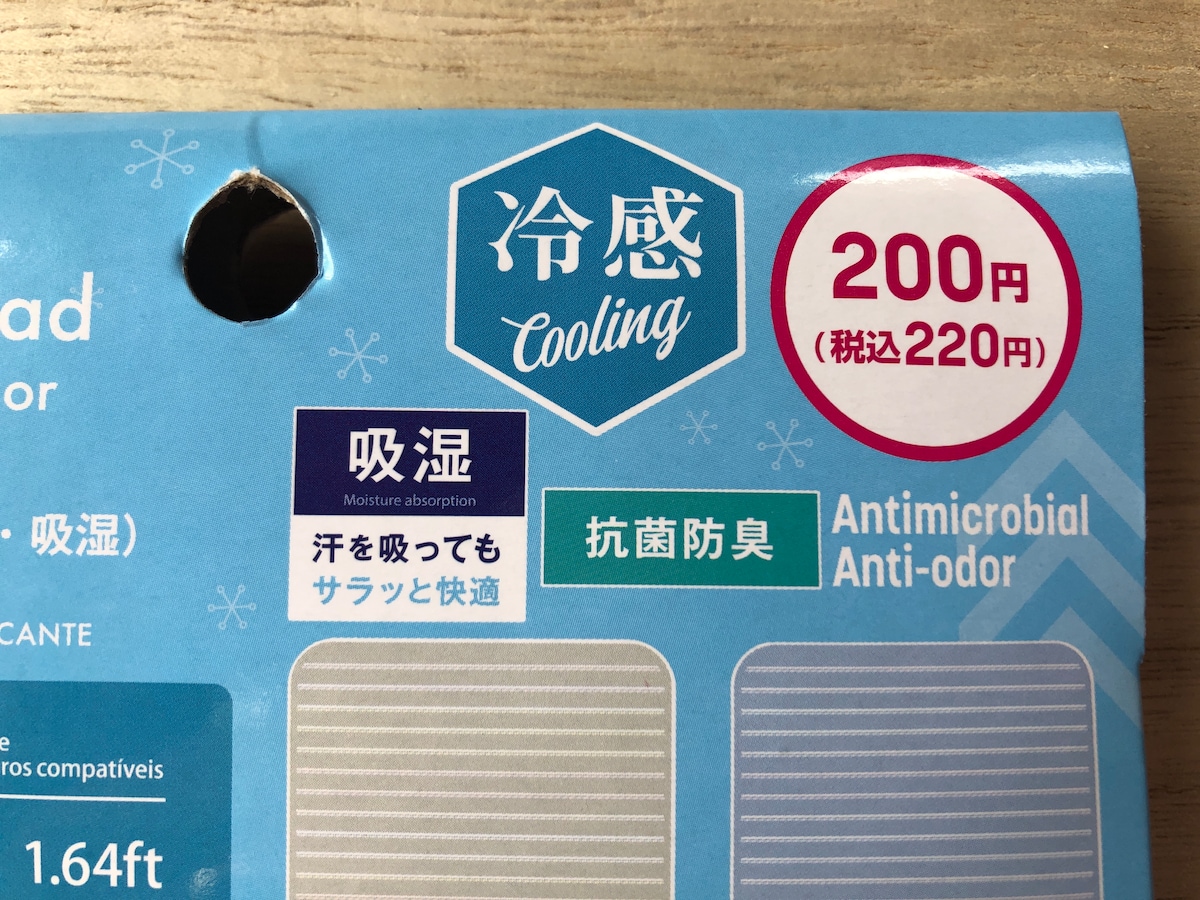 冷感
Cooling
200円
（税込220円）
ad
or
吸湿
Moisture absorption
汗を吸っても
サラッと快適
抗菌防臭
Antimicrobial
Anti-odor
・吸湿）
CANTE
e
ros compatíveis
1.64ft